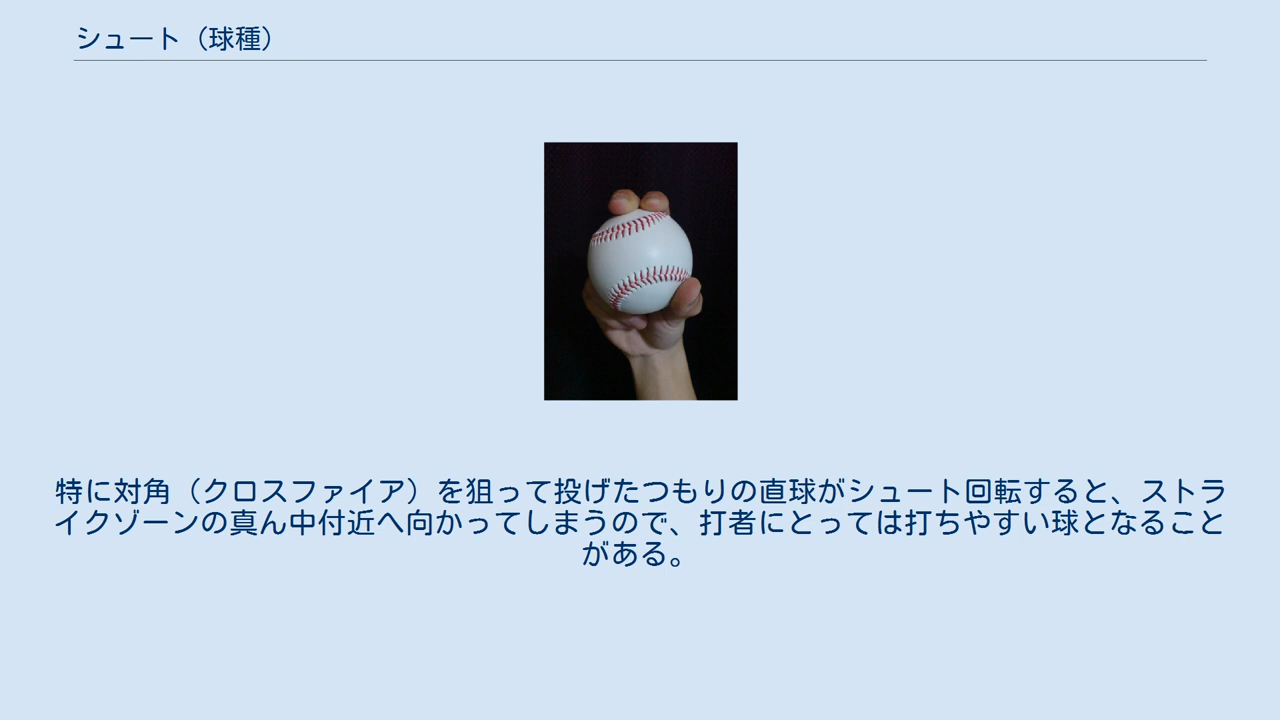 シュート（球種）
特に対角（クロスファイア）を狙って投げたつもりの直球がシュート回転すると、ストラ
イクゾーンの真ん中付近へ向かってしまうので、打者にとっては打ちやすい球となること
がある。